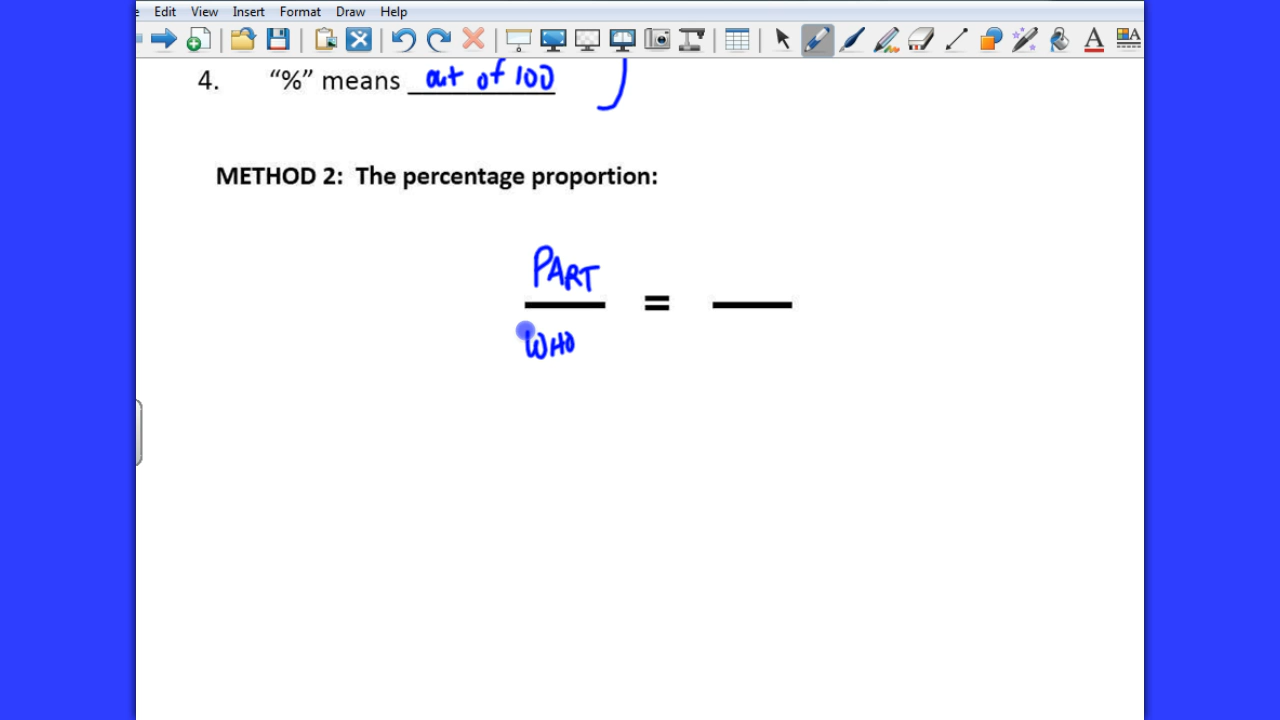 Edit View Insert Format Draw Help
4. “%” means out of 100
METHOD 2: The percentage proportion:
PART
=
WHO